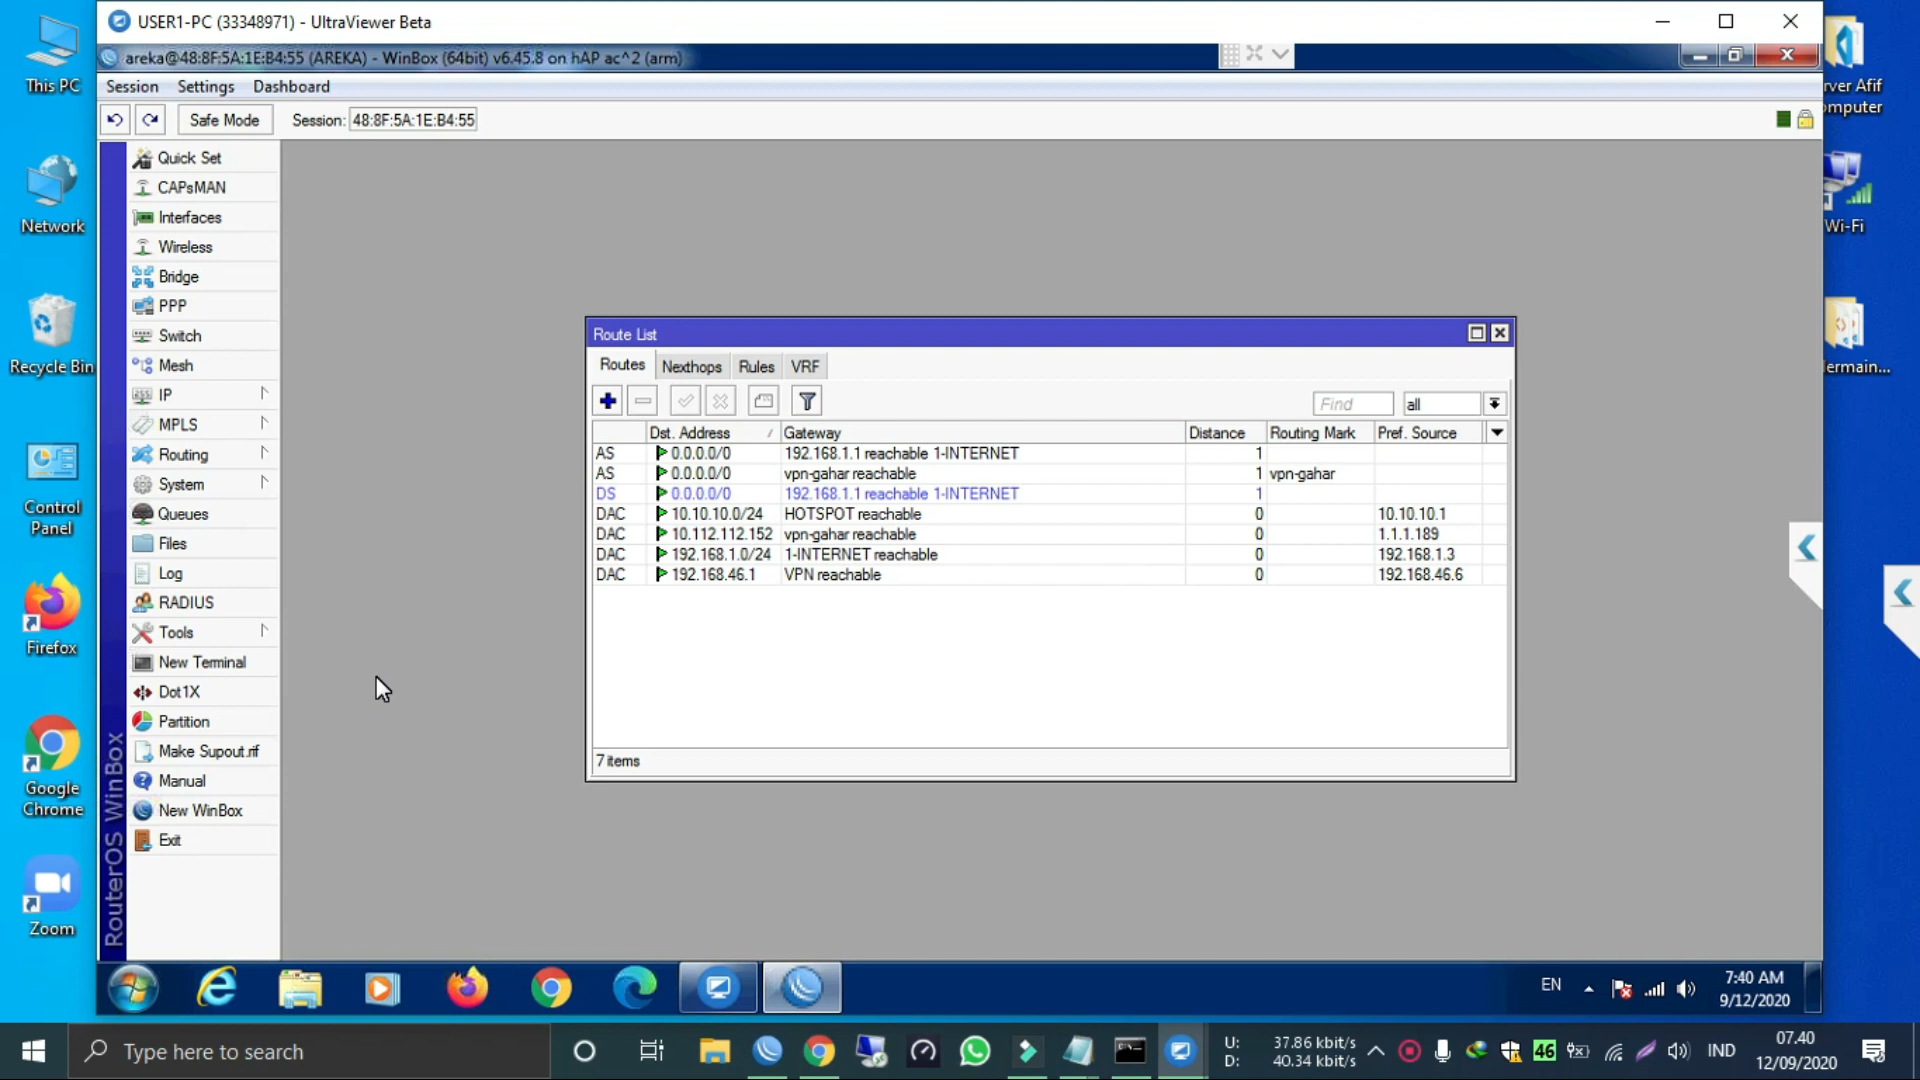 USER1-PC (33348971) - UltraViewer Beta
areka@48:8F:5A:1E:B4:55 (AREKA) - WinBox (64bit) v6.45.8 on hAP ac^2 (arm)
Session Settings Dashboard
Safe Mode Session: 48:8F:5A:1E:B4:55
This PC
Network
Recycle Bin
Control Panel
Firefox
Google Chrome
Zoom
RouterOS WinBox
Quick Set
CAPsMAN
Interfaces
Wireless
Bridge
PPP
Switch
Mesh
IP
MPLS
Routing
System
Queues
Files
Log
RADIUS
Tools
New Terminal
Dot1X
Partition
Make Supout.rif
Manual
New WinBox
Exit
Route List
Routes Nexthops Rules VRF
Find all
Dst. Address Gateway Distance Routing Mark Pref. Source
AS 0.0.0.0/0 192.168.1.1 reachable 1-INTERNET 1
AS 0.0.0.0/0 vpn-gahar reachable 1 vpn-gahar
DS 0.0.0.0/0 192.168.1.1 reachable 1-INTERNET 1
DAC 10.10.10.0/24 HOTSPOT reachable 0 10.10.10.1
DAC 10.112.112.152 vpn-gahar reachable 0 1.1.1.189
DAC 192.168.1.0/24 1-INTERNET reachable 0 192.168.1.3
DAC 192.168.46.1 VPN reachable 0 192.168.46.6
7 items
rver Afif
omputer
Wi-Fi
lermain...
EN
7:40 AM
9/12/2020
Type here to search
U: 37.86 kbit/s
D: 40.34 kbit/s
46
IND
07.40
12/09/2020